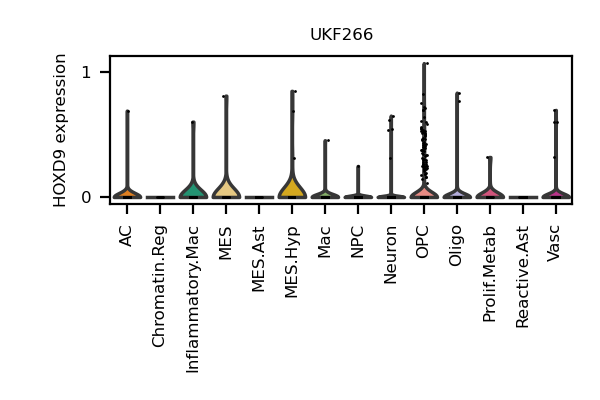 UKF266
HOXD9 expression
1
0
AC
Chromatin.Reg
Inflammatory.Mac
MES
MES.Ast
MES.Hyp
Mac
NPC
Neuron
OPC
Oligo
Prolif.Metab
Reactive.Ast
Vasc